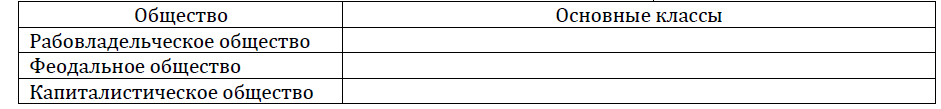 Общество Основные классы
Рабовладельческое общество
Феодальное общество
Капиталистическое общество